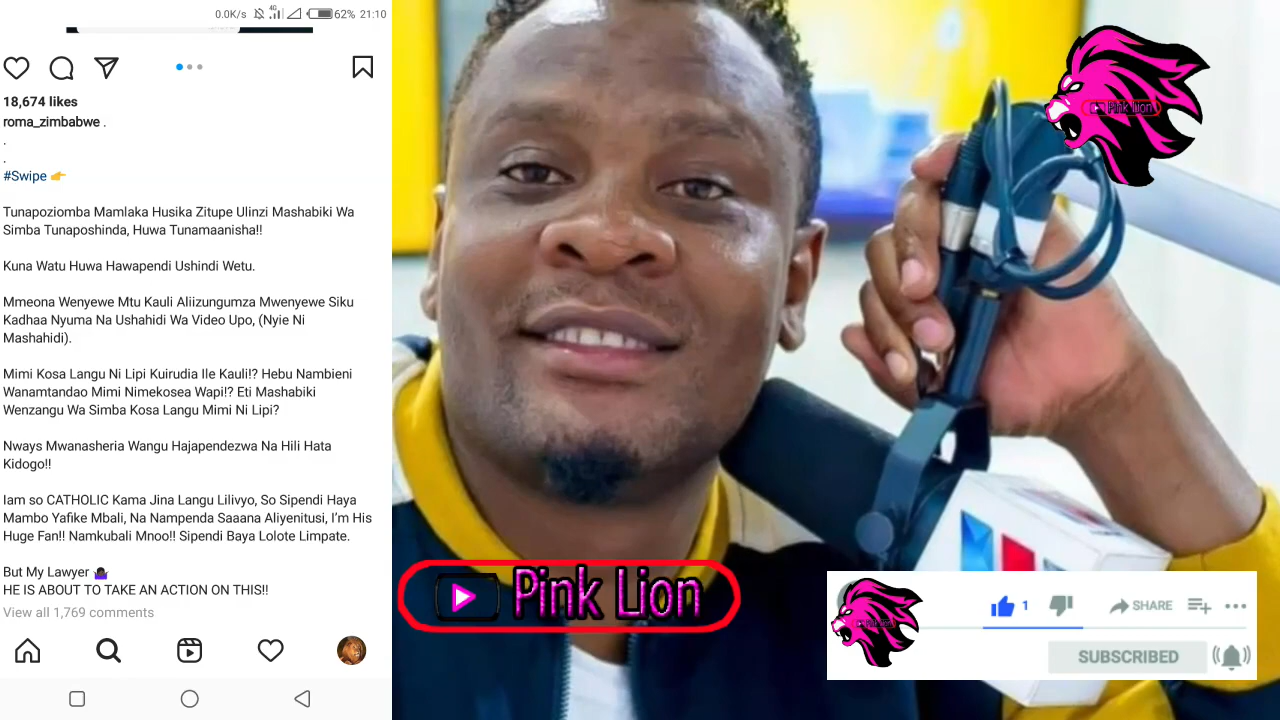 0.0K/s 4G 62% 21:10
18,674 likes
roma_zimbabwe .
.
.
#Swipe 👉
Tunapoziomba Mamlaka Husika Zitupe Ulinzi Mashabiki Wa
Simba Tunaposhinda, Huwa Tunamaanisha!!
Kuna Watu Huwa Hawapendi Ushindi Wetu.
Mmeona Wenyewe Mtu Kauli Aliizungumza Mwenyewe Siku
Kadhaa Nyuma Na Ushahidi Wa Video Upo, (Nyie Ni
Mashahidi).
Mimi Kosa Langu Ni Lipi Kuirudia Ile Kauli!? Hebu Nambieni
Wanamtandao Mimi Nimekosea Wapi!? Eti Mashabiki
Wenzangu Wa Simba Kosa Langu Mimi Ni Lipi?
Nways Mwanasheria Wangu Hajapendezwa Na Hili Hata
Kidogo!!
Iam so CATHOLIC Kama Jina Langu Lilivyo, So Sipendi Haya
Mambo Yafike Mbali, Na Nampenda Saaana Aliyenitusi, I'm His
Huge Fan!! Namkubali Mnoo!! Sipendi Baya Lolote Limpate.
But My Lawyer 🤷🏿‍♀️
HE IS ABOUT TO TAKE AN ACTION ON THIS!!
View all 1,769 comments
Pink Lion
Pink Lion
1 SHARE
SUBSCRIBED